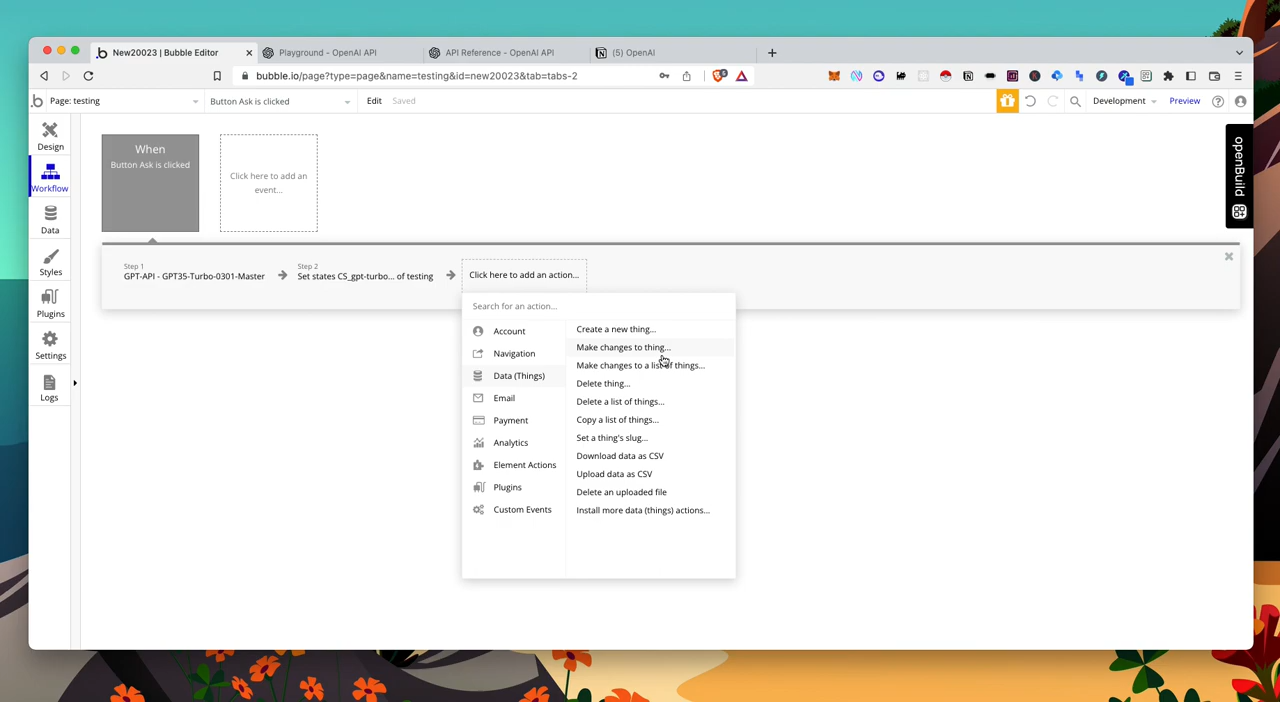 New20023 | Bubble Editor
Playground - OpenAI API
API Reference - OpenAI API
(5) OpenAI
bubble.io/page?type=page&name=testing&id=new20023&tab=tabs-2
Page: testing
Button Ask is clicked
Edit
Saved
Development
Preview
Design
Workflow
Data
Styles
Plugins
Settings
Logs
When
Button Ask is clicked
Click here to add an
event...
openBuild
Step 1
GPT-API - GPT35-Turbo-0301-Master
Step 2
Set states CS_gpt-turbo... of testing
Click here to add an action...
Search for an action...
Account
Navigation
Data (Things)
Email
Payment
Analytics
Element Actions
Plugins
Custom Events
Create a new thing...
Make changes to thing...
Make changes to a list of things...
Delete thing...
Delete a list of things...
Copy a list of things...
Set a thing's slug...
Download data as CSV
Upload data as CSV
Delete an uploaded file
Install more data (things) actions...